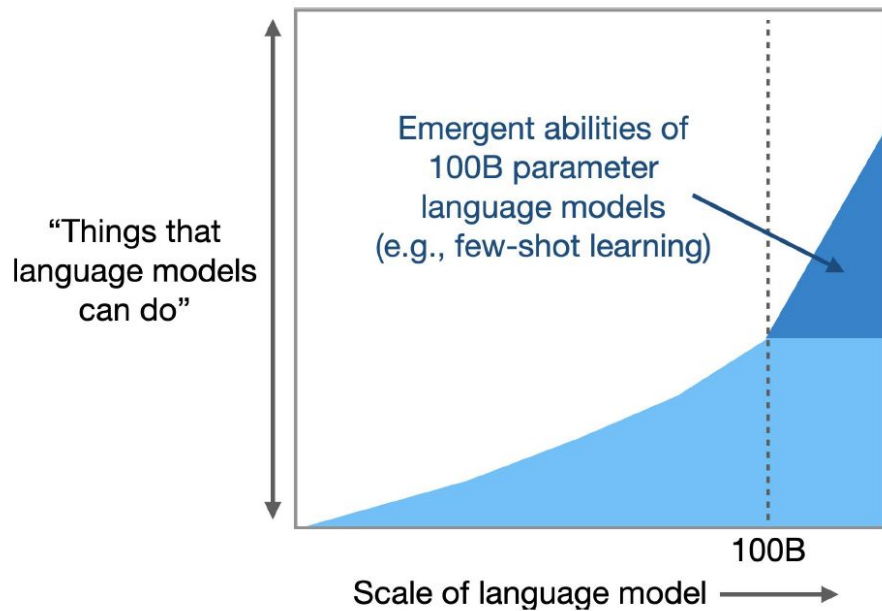 Emergent abilities of
100B parameter
language models
(e.g., few-shot learning)
“Things that
language models
can do”
100B
Scale of language model